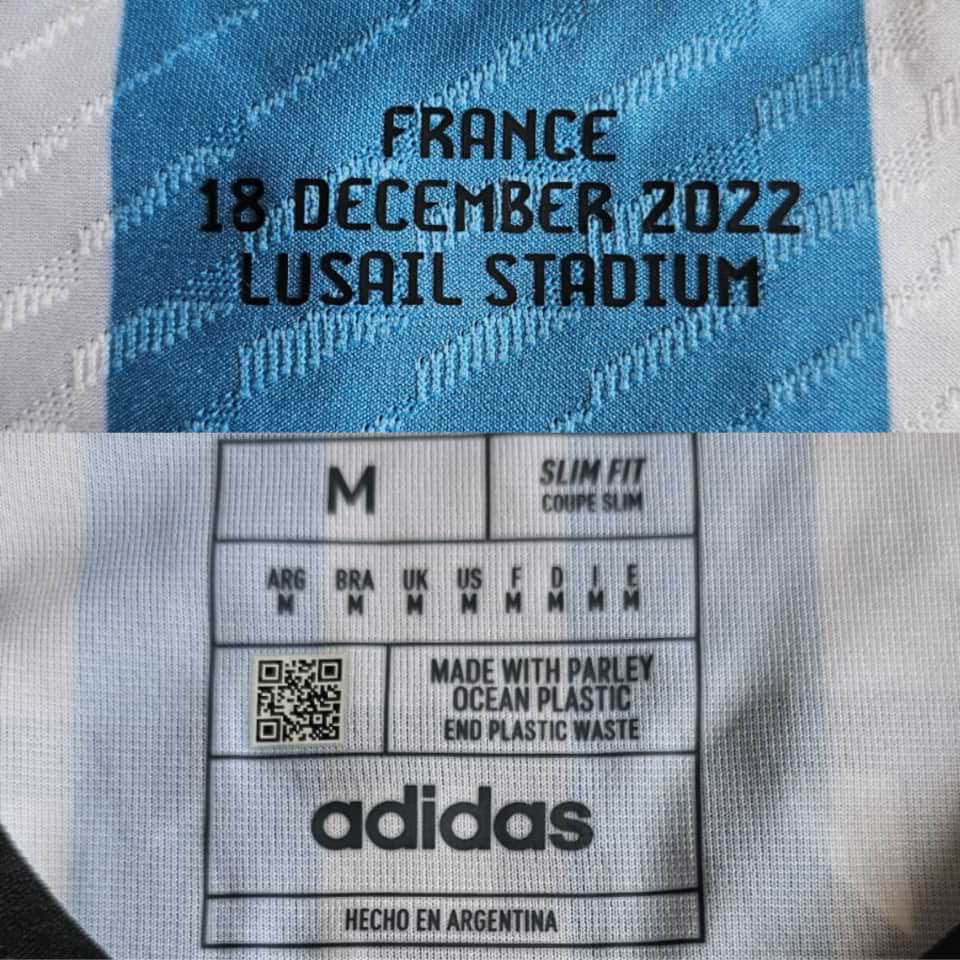 FRANCE
18 DECEMBER 2022
LUSAIL STADIUM
M
SLIM FIT
COUPE SLIM
ARG BRA UK US F D I E
M M M M M M M M
MADE WITH PARLEY
OCEAN PLASTIC
END PLASTIC WASTE
adidas
HECHO EN ARGENTINA